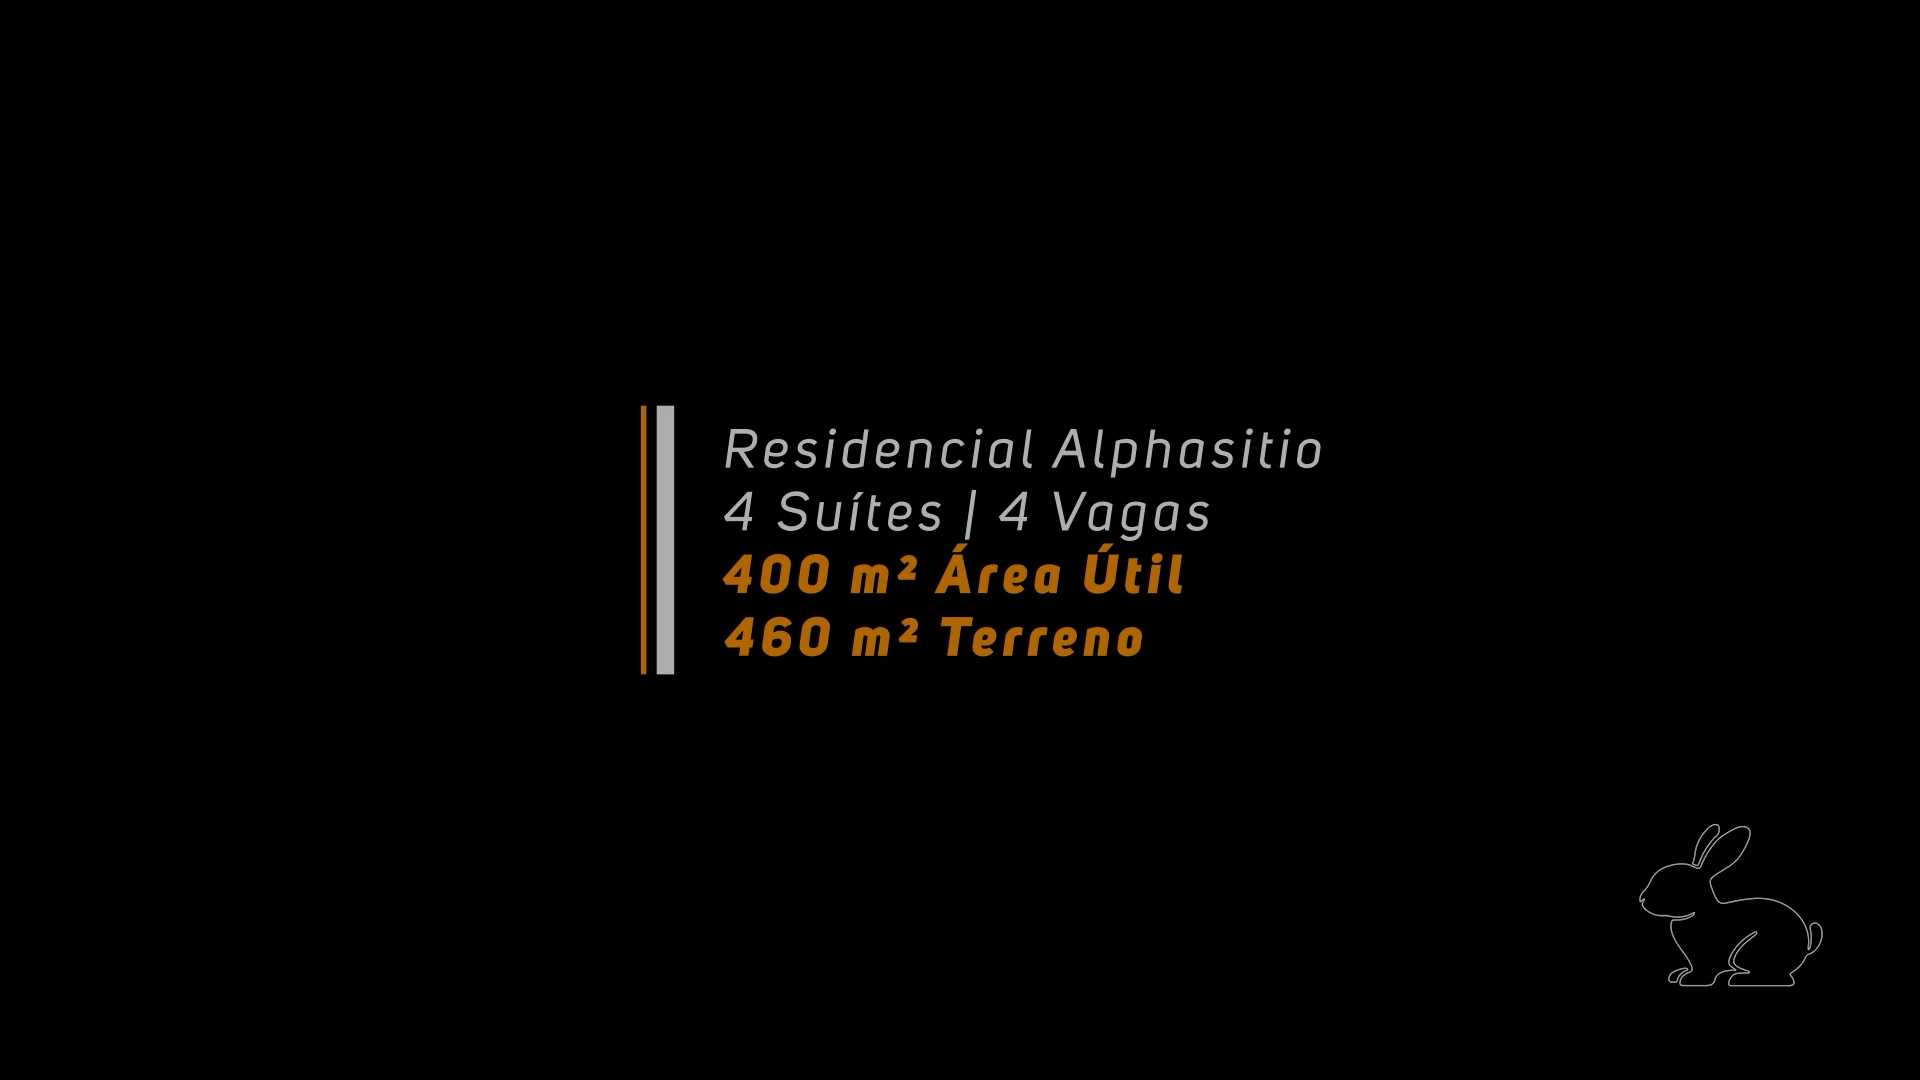 Residencial Alphasitio
4 Suítes | 4 Vagas
400 m² Área Útil
460 m² Terreno